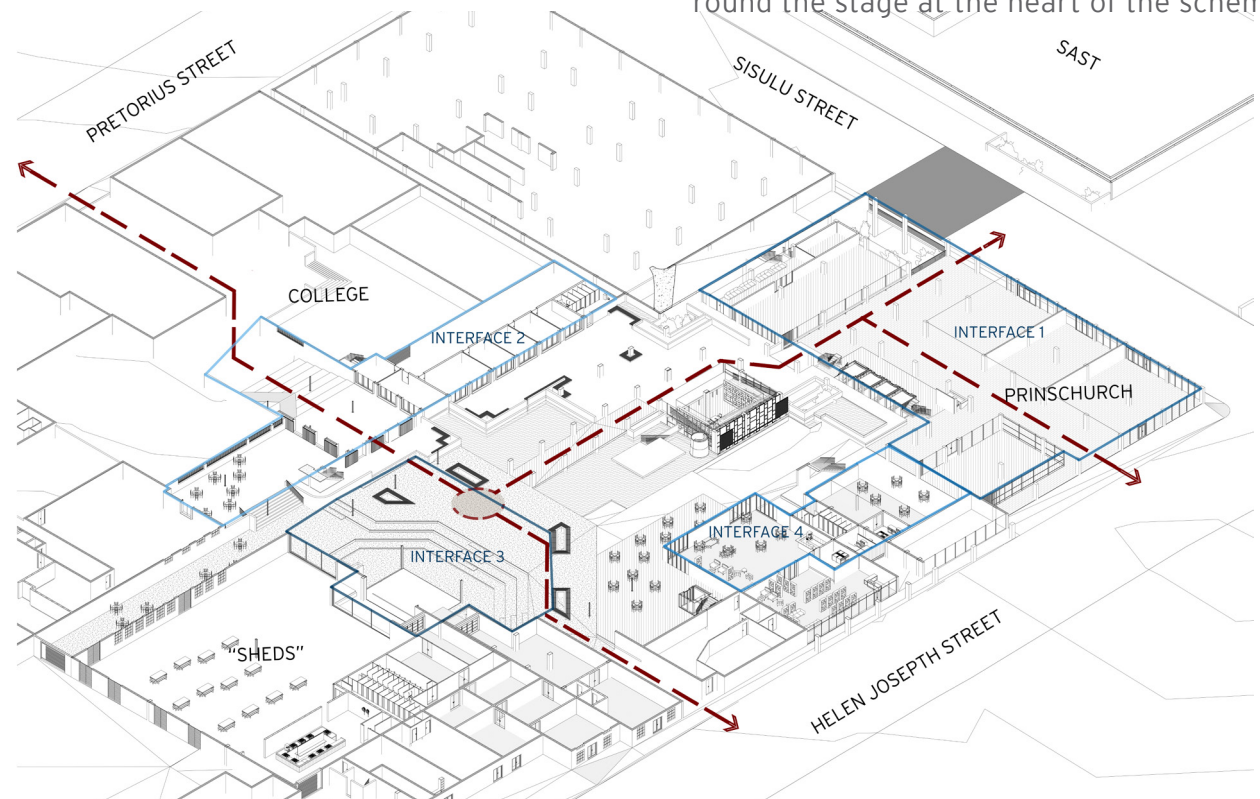 round the stage at the heart of the schem
SAST
PRETORIUS STREET
SISULU STREET
COLLEGE
INTERFACE 2
INTERFACE 1
PRINSCHURCH
INTERFACE 4
INTERFACE 3
"SHEDS"
HELEN JOSEPTH STREET